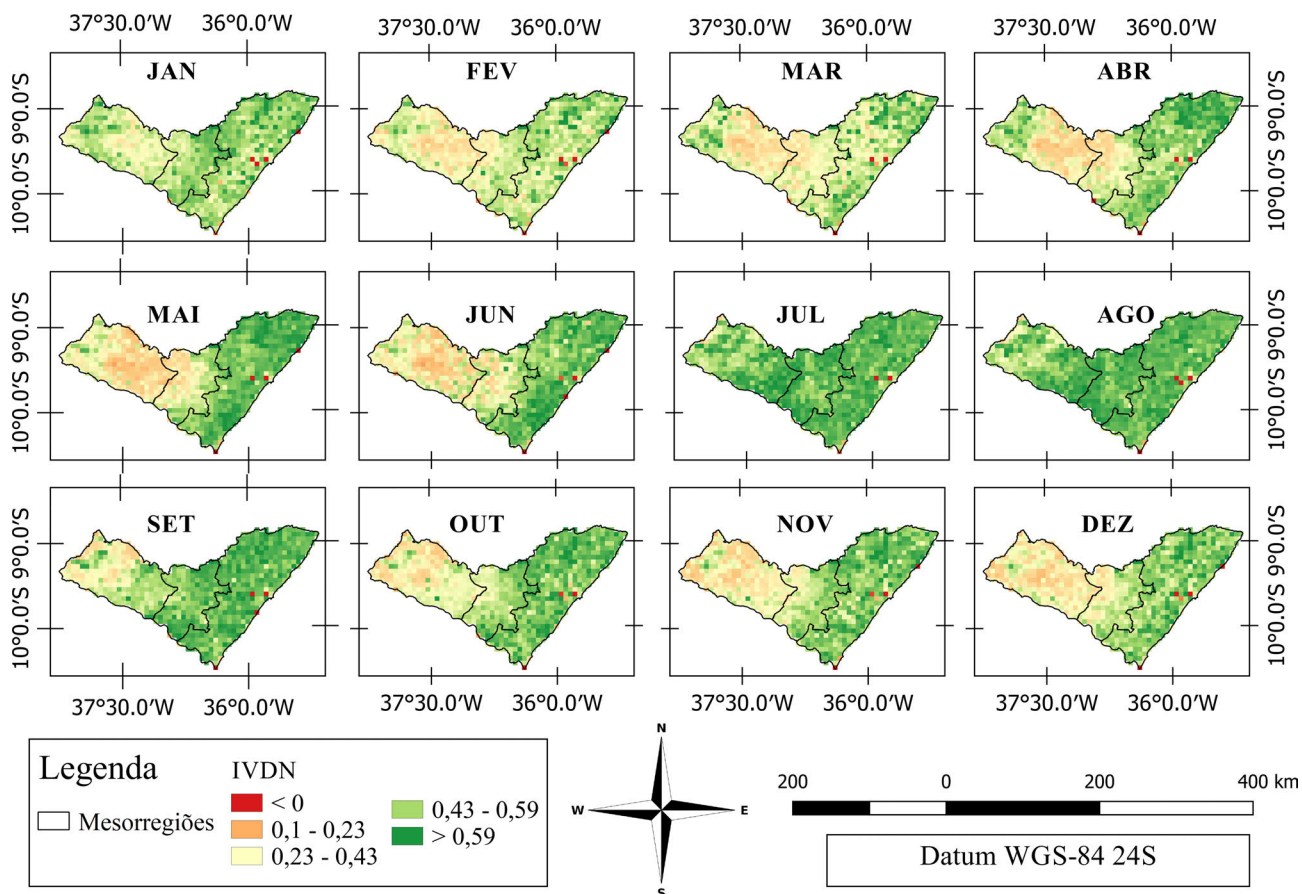 37°30.0'W 36°0.0'W 37°30.0'W 36°0.0'W 37°30.0'W 36°0.0'W 37°30.0'W 36°0.0'W
JAN FEV MAR ABR
10°0.0'S 9°0.0'S 10°0.0'S 9°0.0'S
MAI JUN JUL AGO
10°0.0'S 9°0.0'S 10°0.0'S 9°0.0'S
SET OUT NOV DEZ
10°0.0'S 9°0.0'S 10°0.0'S 9°0.0'S
37°30.0'W 36°0.0'W 37°30.0'W 36°0.0'W 37°30.0'W 36°0.0'W 37°30.0'W 36°0.0'W
Legenda
Mesorregiões
IVDN
< 0
0,1 - 0,23
0,23 - 0,43
0,43 - 0,59
> 0,59
N
W E
S
200 0 200 400 km
Datum WGS-84 24S